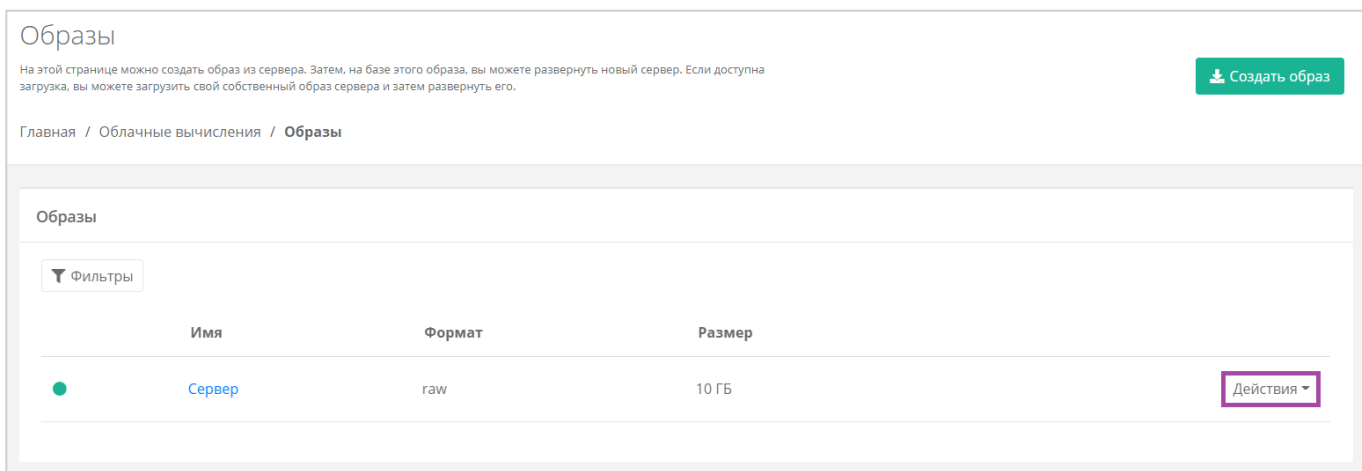 Образы
На этой странице можно создать образ из сервера. Затем, на базе этого образа, вы можете развернуть новый сервер. Если доступна
загрузка, вы можете загрузить свой собственный образ сервера и затем развернуть его.
Создать образ
Главная / Облачные вычисления / Образы
Образы
Фильтры
Имя Формат Размер
Сервер raw 10 ГБ Действия